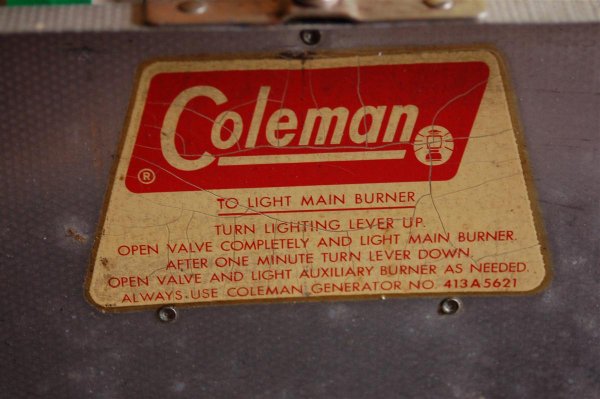 Coleman
®
TO LIGHT MAIN BURNER
TURN LIGHTING LEVER UP.
OPEN VALVE COMPLETELY AND LIGHT MAIN BURNER.
AFTER ONE MINUTE TURN LEVER DOWN.
OPEN VALVE AND LIGHT AUXILIARY BURNER AS NEEDED.
ALWAYS USE COLEMAN GENERATOR NO. 413A5621